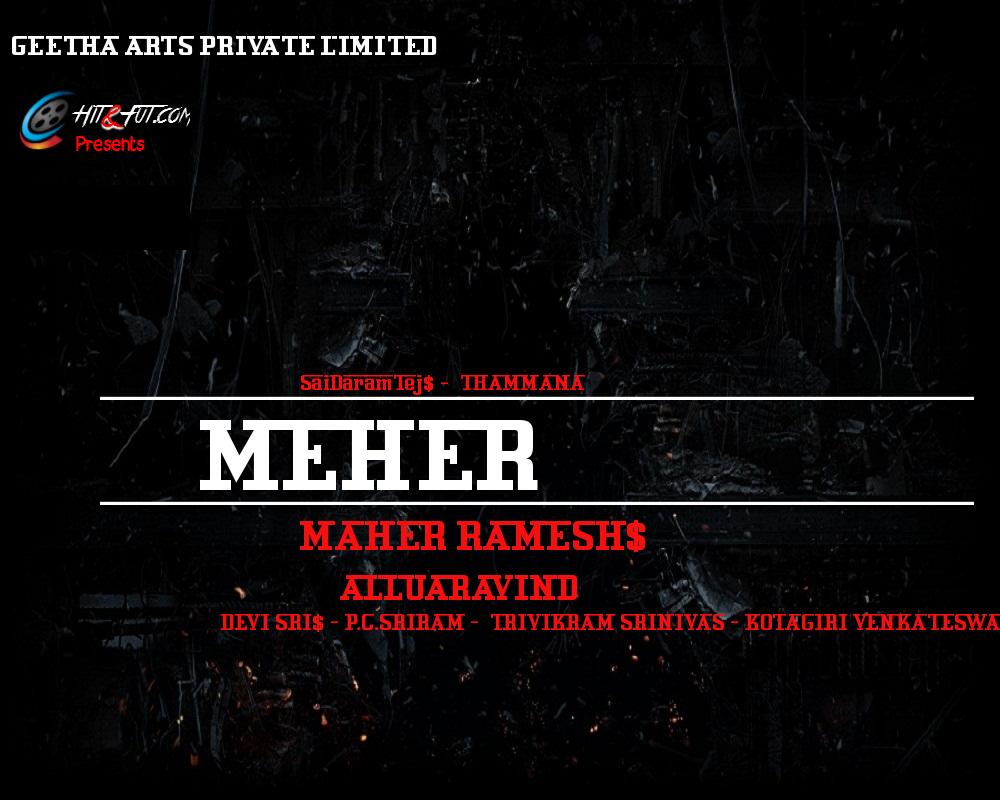 GEETHA ARTS PRIVATE LIMITED
HIT&FUT.COM
Presents
SaiDaramTej$ - THAMMANA
MEHER
MAHER RAMESH$
ALLUARAVIND
DEVI SRI$ - P.C.SRIRAM - TRIVIKRAM SRINIVAS - KOTAGIRI VENKATESWA